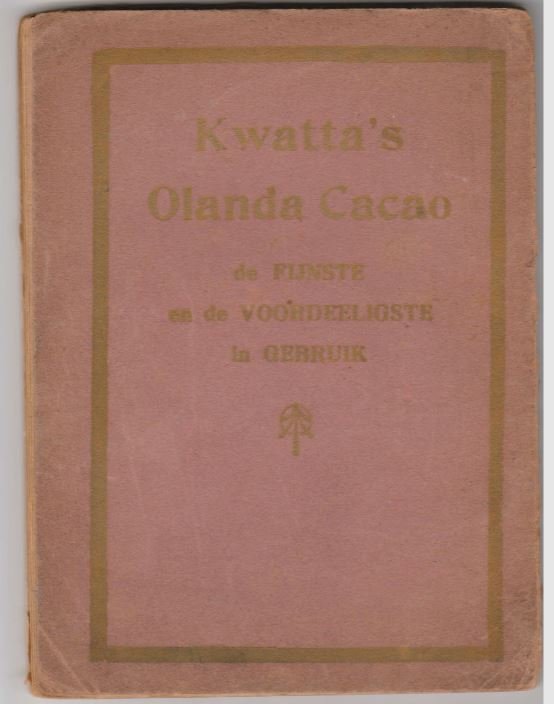 Kwatta's
Olanda Cacao
de FIJNSTE
en de VOORDEELIGSTE
in GEBRUIK